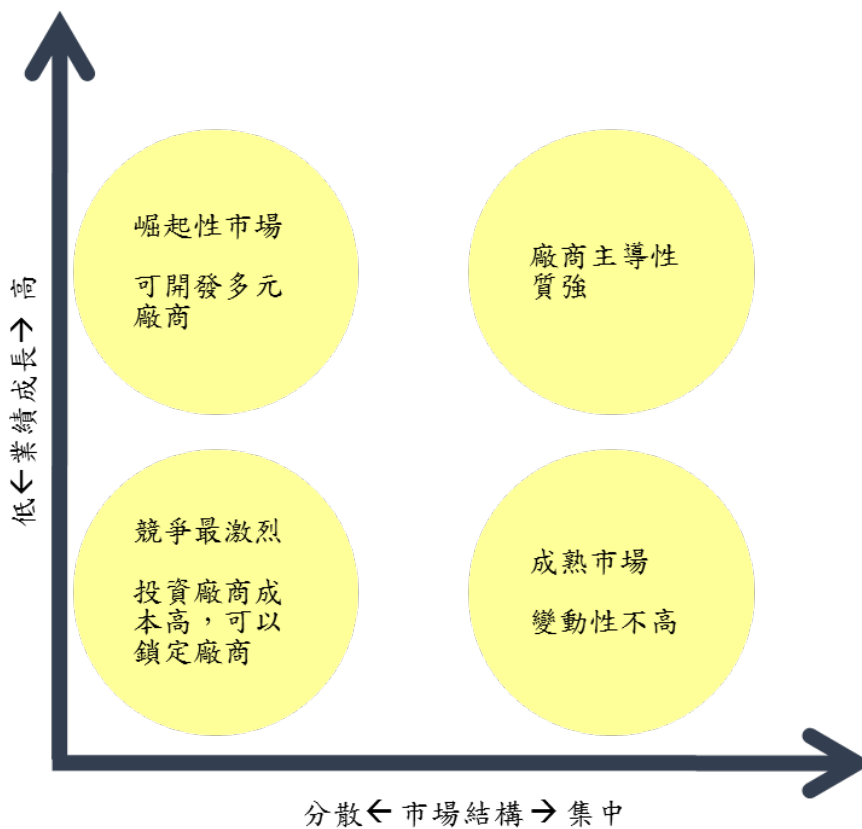 崛起性市場
可開發多元
廠商
廠商主導性
質強
低←業績成長→ 高
競爭最激烈
投資廠商成
本高，可以
鎖定廠商
成熟市場
變動性不高
分散← 市場結構→ 集中